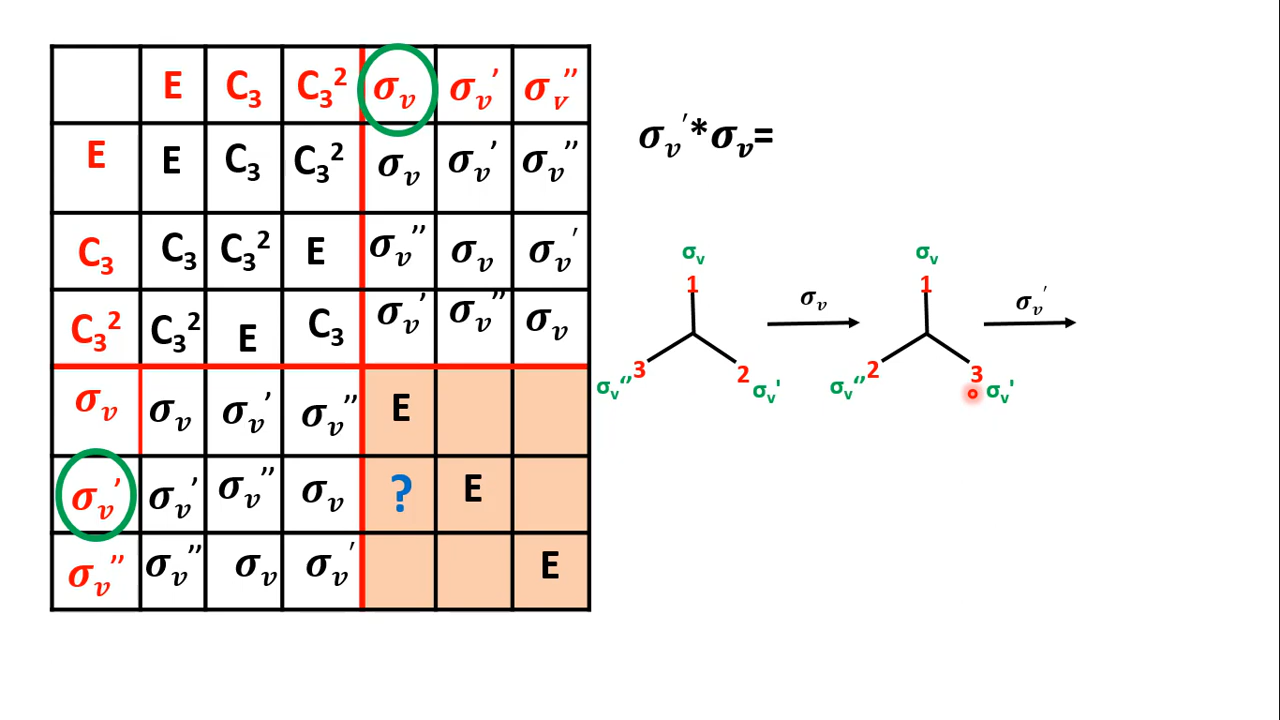 E C₃ C₃² σᵥ σᵥ’ σᵥ”
E E C₃ C₃² σᵥ σᵥ’ σᵥ”
C₃ C₃ C₃² E σᵥ” σᵥ σᵥ′
C₃² C₃² E C₃ σᵥ’ σᵥ” σᵥ
σᵥ σᵥ σᵥ’ σᵥ” E
σᵥ’ σᵥ’ σᵥ” σᵥ ? E
σᵥ” σᵥ” σᵥ σᵥ′ E
σᵥ′*σᵥ=
σᵥ
1
3
2
σᵥ”
σᵥ'
σᵥ
σᵥ
1
2
3
σᵥ”
σᵥ'
σᵥ′